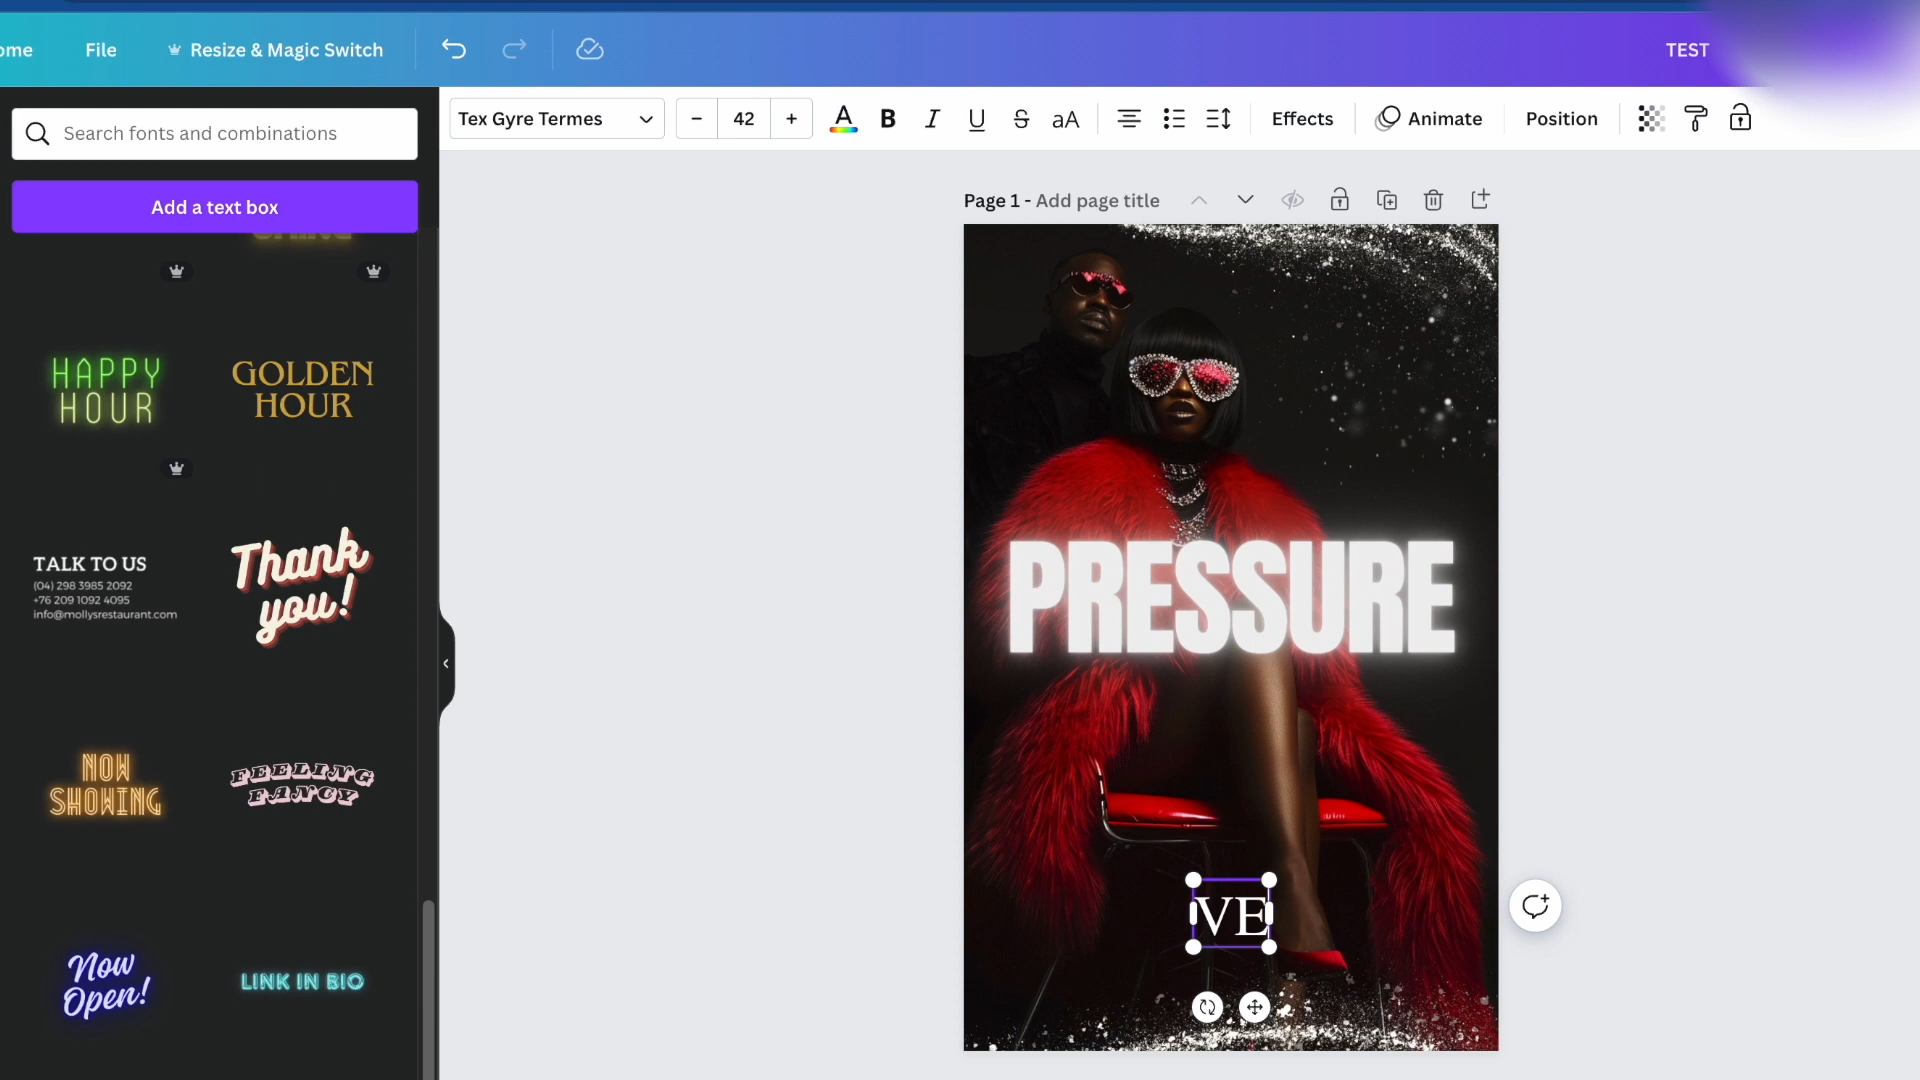 ome File Resize & Magic Switch TEST
Search fonts and combinations
Add a text box
Tex Gyre Termes − 42 + A B I U S aA Effects Animate Position
Page 1 - Add page title
HAPPY
HOUR
GOLDEN
HOUR
TALK TO US
(04) 298 3985 2092
+76 209 1092 4095
info@mollysrestaurant.com
Thank
you!
NOW
SHOWING
FEELING
FANCY
Now
Open!
LINK IN BIO
PRESSURE
VE